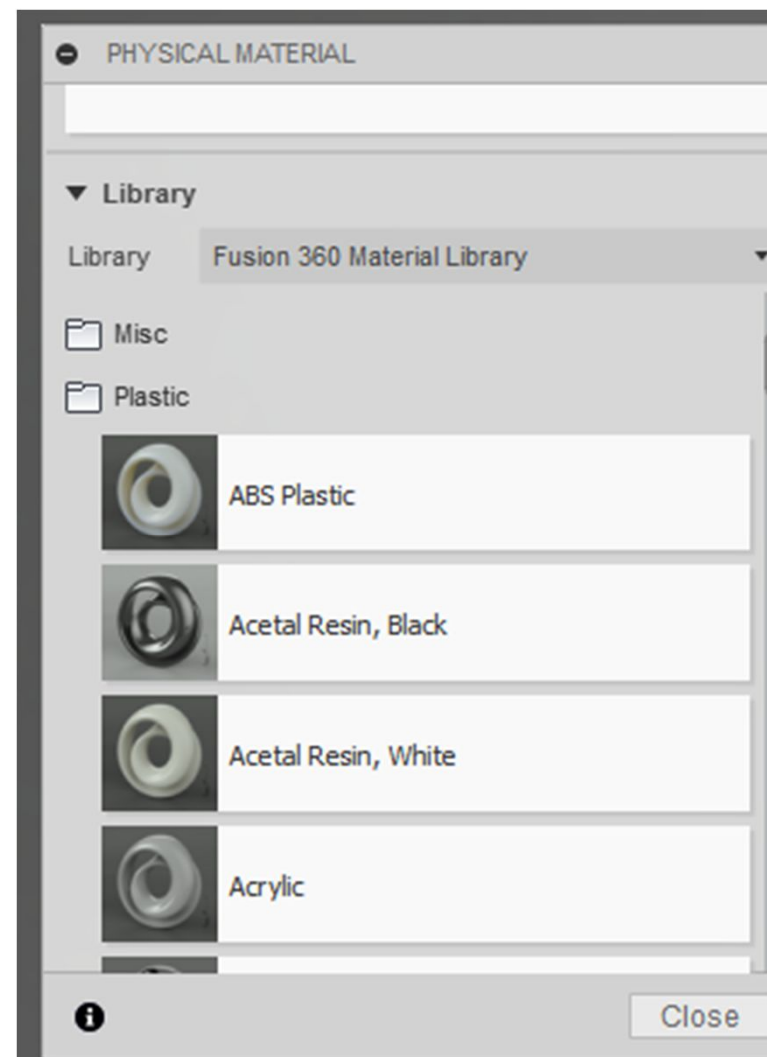 PHYSICAL MATERIAL
Library
Library Fusion 360 Material Library
Misc
Plastic
ABS Plastic
Acetal Resin, Black
Acetal Resin, White
Acrylic
Close